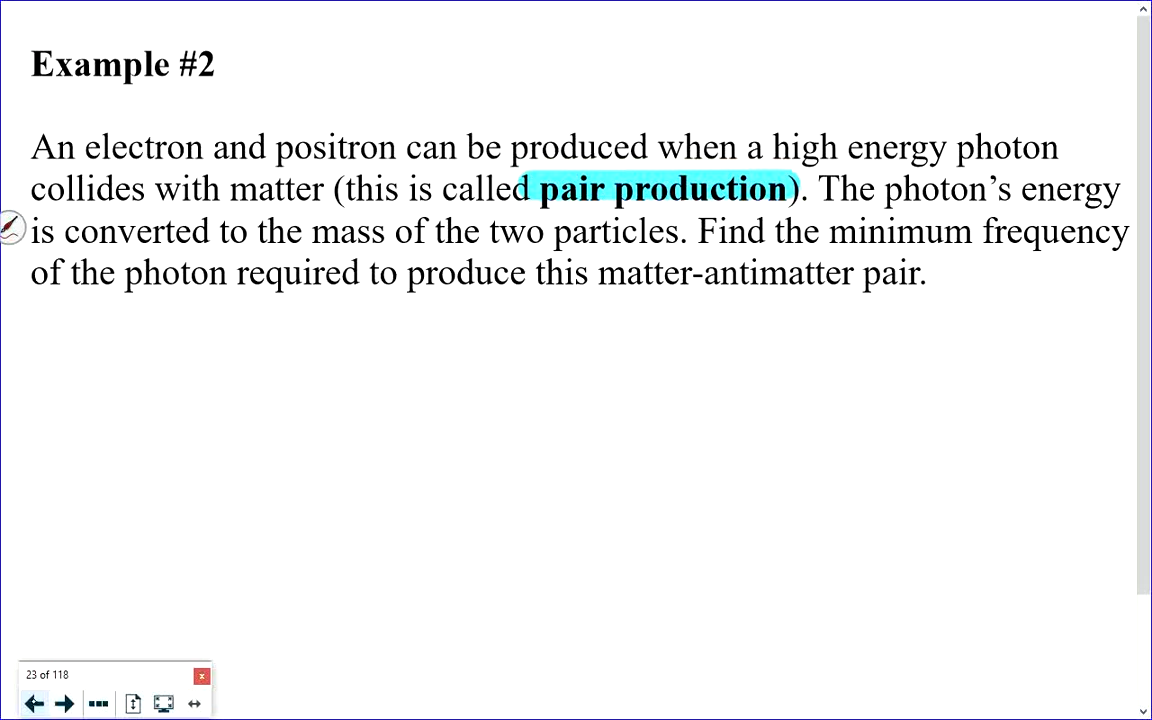 Example #2
An electron and positron can be produced when a high energy photon
collides with matter (this is called pair production). The photon’s energy
is converted to the mass of the two particles. Find the minimum frequency
of the photon required to produce this matter-antimatter pair.
23 of 118
x